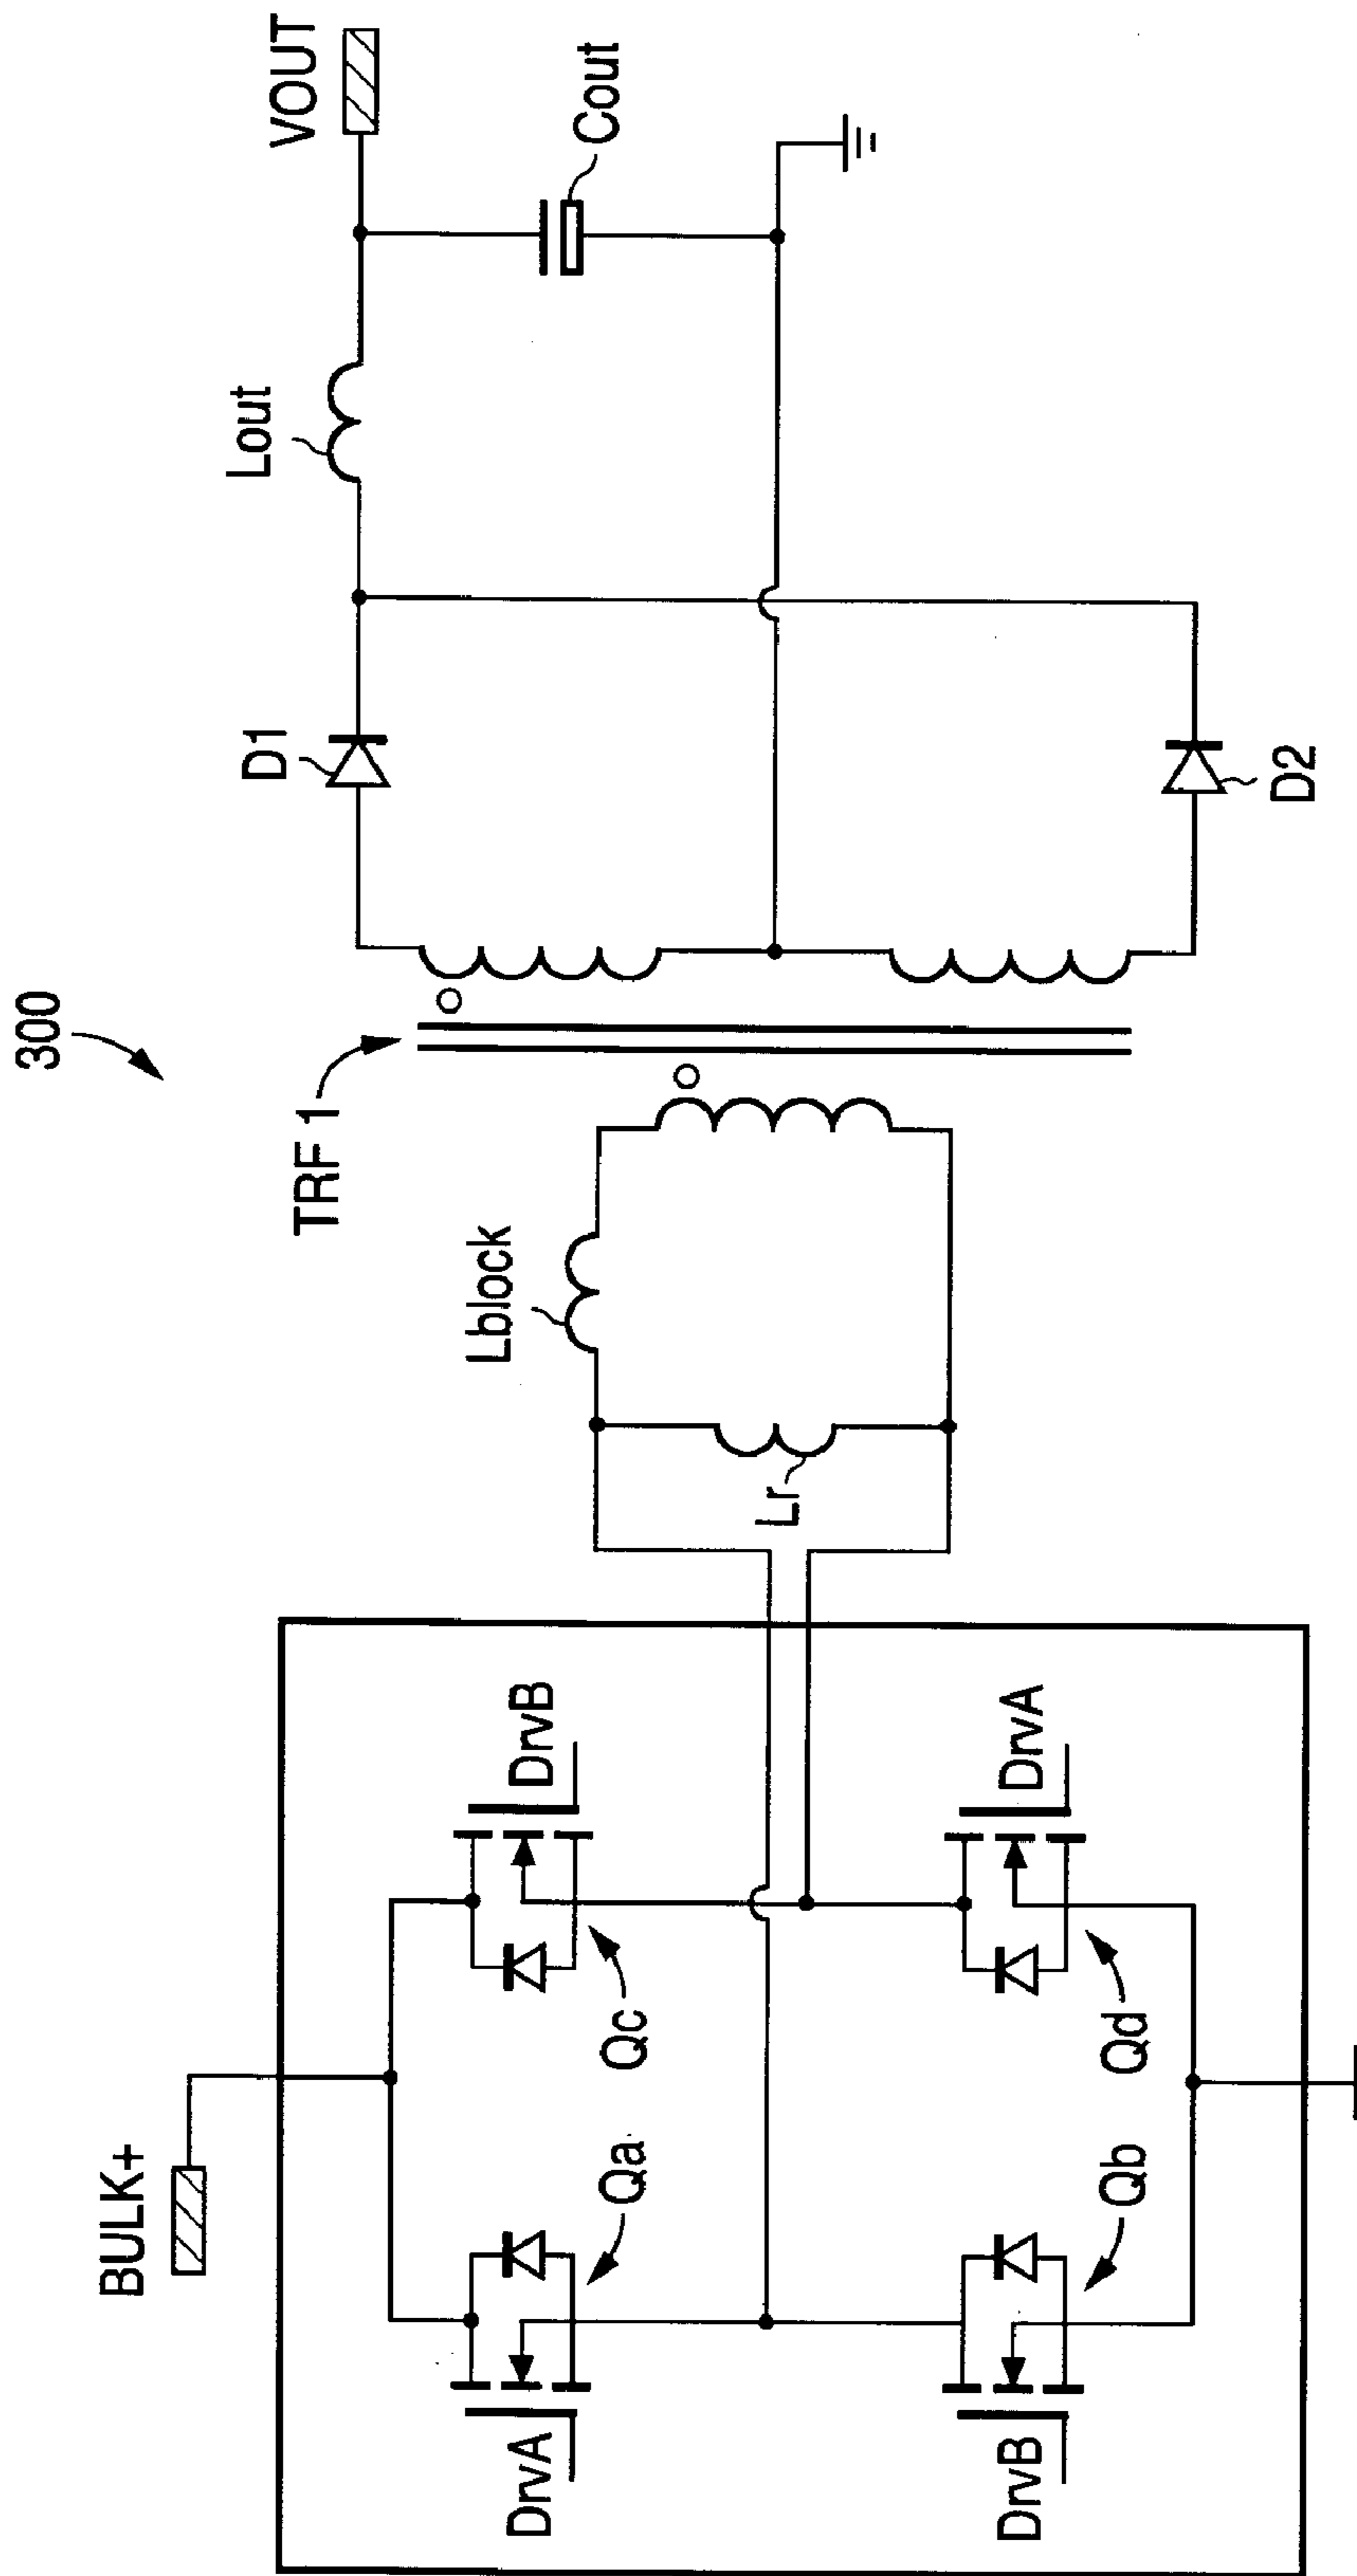 300
BULK+
DrvA
Qa
Qc
DrvB
DrvB
Qb
Qd
DrvA
Lr
Lblock
TRF 1
D1
D2
Lout
Cout
VOUT